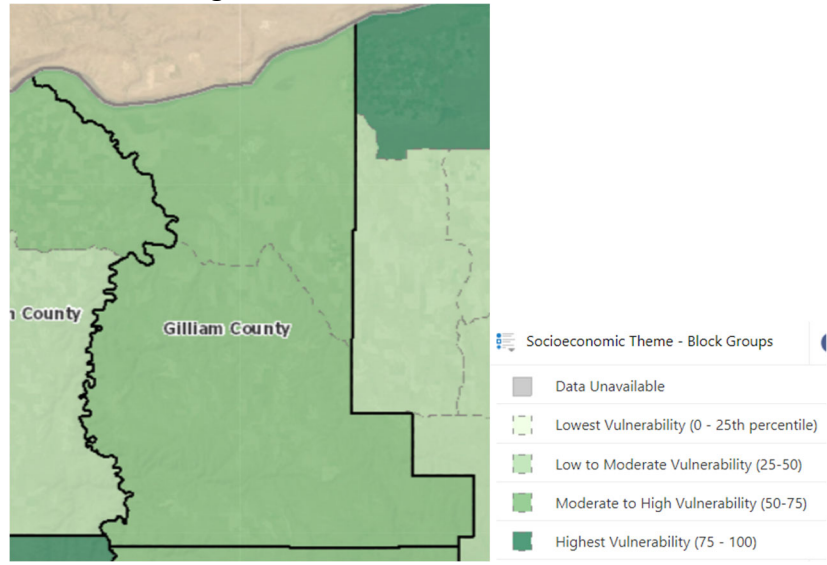 n County
Gilliam County
Socioeconomic Theme - Block Groups
Data Unavailable
Lowest Vulnerability (0 - 25th percentile)
Low to Moderate Vulnerability (25-50)
Moderate to High Vulnerability (50-75)
Highest Vulnerability (75 - 100)